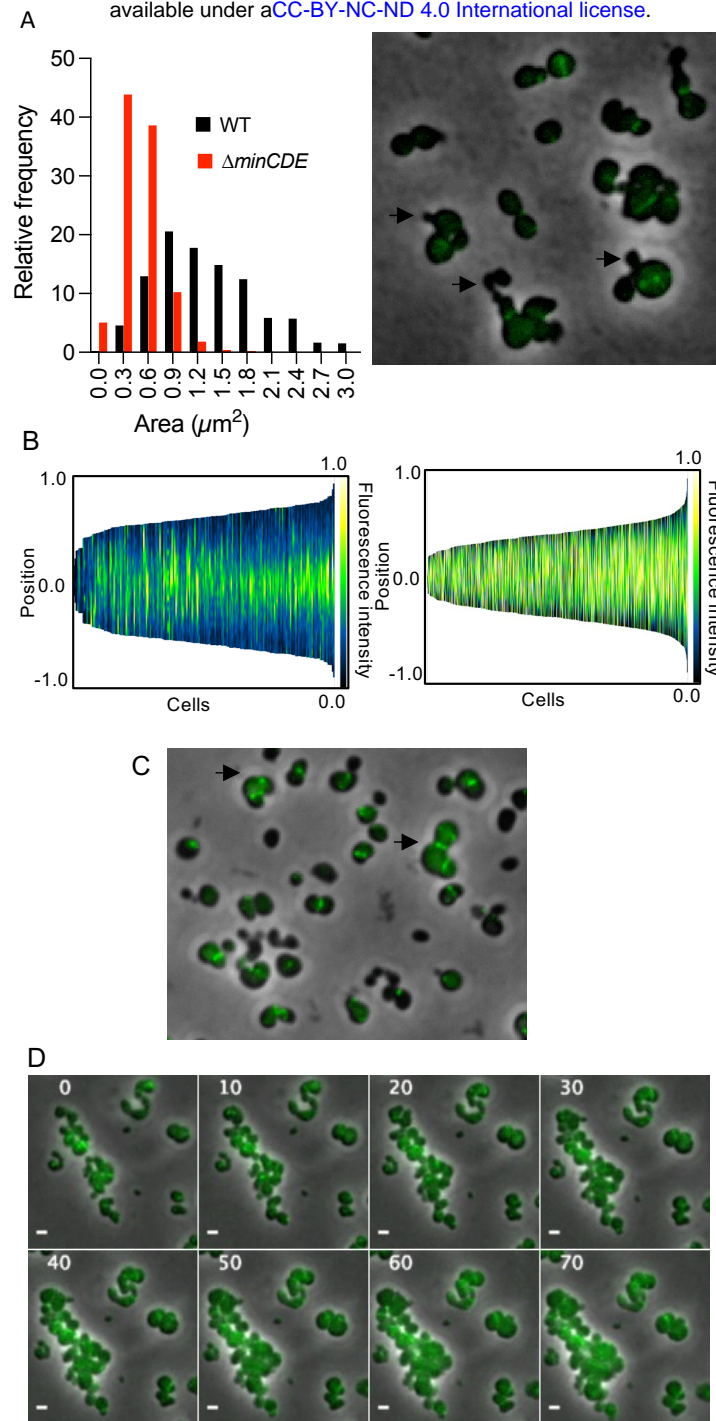 available under aCC-BY-NC-ND 4.0 International license.
A
50
40
30
20
10
0
Relative frequency
WT
ΔminCDE
0.0 0.3 0.6 0.9 1.2 1.5 1.8 2.1 2.4 2.7 3.0
Area (µm²)
B
1.0
0.0
-1.0
Position
Cells
1.0
Fluorescence intensity
0.0
1.0
0.0
-1.0
Position
Cells
1.0
Fluorescence intensity
0.0
C
D
0 10 20 30
40 50 60 70